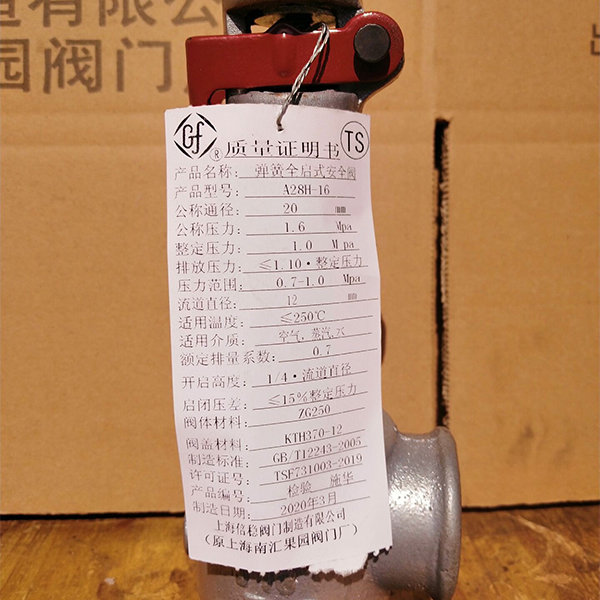 造有限公
园阀门厂
出
Gf ® 质量证明书 TS
产品名称: 弹簧全启式安全阀
产品型号: A28H-16
公称通径: 20 mm
公称压力: 1.6 Mpa
整定压力: 1.0 Mpa
排放压力: ≤1.10·整定压力
压力范围: 0.7-1.0 Mpa
流道直径: 12 mm
适用温度: ≤250℃
适用介质: 空气、蒸汽、水
额定排量系数: 0.7
开启高度: 1/4·流道直径
启闭压差: ≤15%整定压力
阀体材料: ZG250
阀盖材料: KTH370-12
制造标准: GB/T12243-2005
许可证号: TSF731003-2019
产品编号: 检验 施华
制造日期: 2020年3月
上海倍稳阀门制造有限公司
(原上海南汇果园阀门厂)